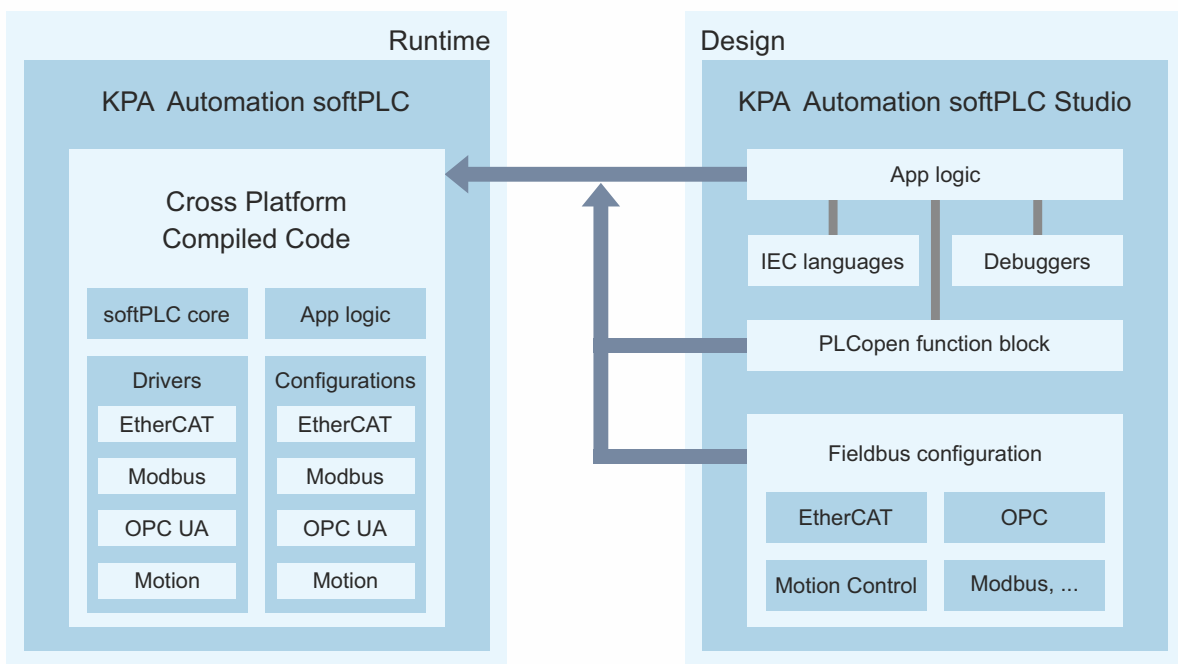 Runtime
KPA Automation softPLC
Cross Platform
Compiled Code
softPLC core
App logic
Drivers
EtherCAT
Modbus
OPC UA
Motion
Configurations
EtherCAT
Modbus
OPC UA
Motion
Design
KPA Automation softPLC Studio
App logic
IEC languages
Debuggers
PLCopen function block
Fieldbus configuration
EtherCAT
OPC
Motion Control
Modbus, ...